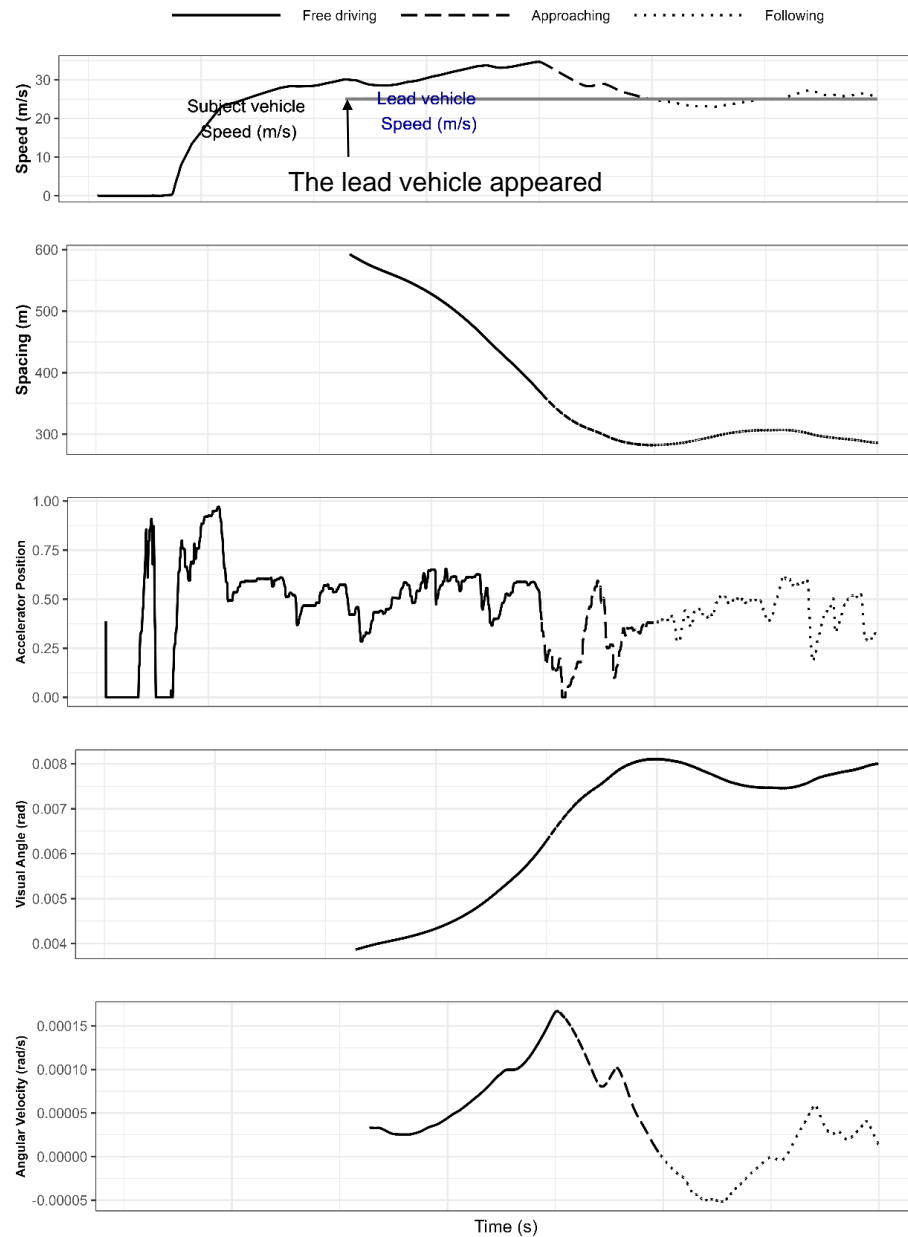 Free driving Approaching Following
Speed (m/s)
30
20
10
0
Subject vehicle
Speed (m/s)
Lead vehicle
Speed (m/s)
The lead vehicle appeared
Spacing (m)
600
500
400
300
Accelerator Position
1.00
0.75
0.50
0.25
0.00
Visual Angle (rad)
0.008
0.007
0.006
0.005
0.004
Angular Velocity (rad/s)
0.00015
0.00010
0.00005
0.00000
-0.00005
Time (s)